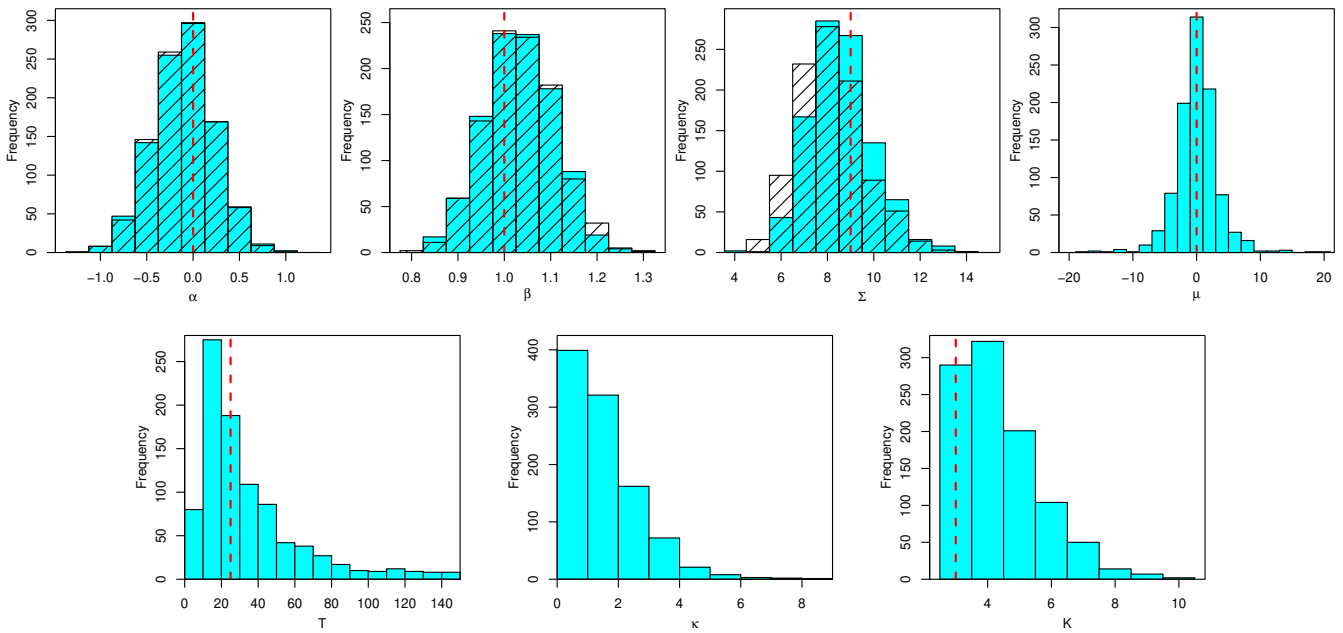 Frequency
0 50 100 150 200 250 300
−1.0 −0.5 0.0 0.5 1.0
α
Frequency
0 50 100 150 200 250
0.8 0.9 1.0 1.1 1.2 1.3
β
Frequency
0 50 100 150 200 250
4 6 8 10 12 14
Σ
Frequency
0 50 100 150 200 250 300
−20 −10 0 10 20
μ
Frequency
0 50 100 150 200 250
0 20 40 60 80 100 120 140
T
Frequency
0 100 200 300 400
0 2 4 6 8
κ
Frequency
0 50 100 150 200 250 300
4 6 8 10
K